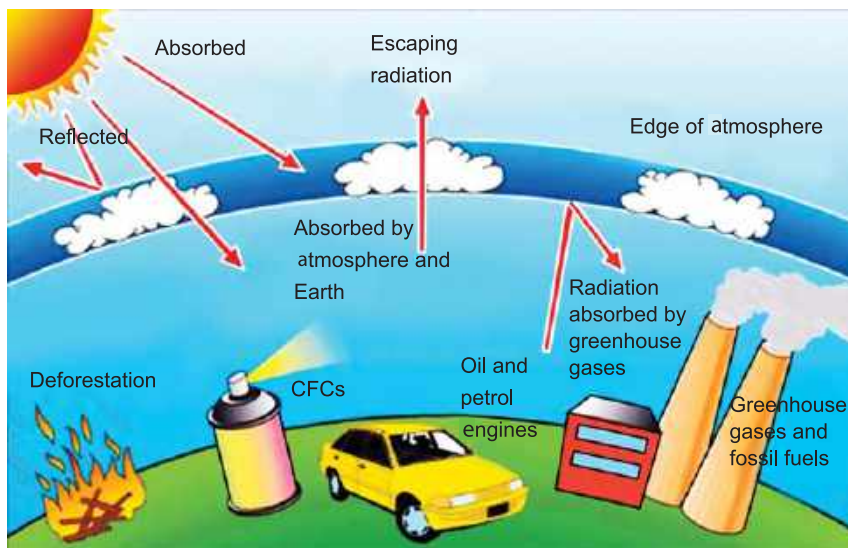 Absorbed
Escaping
radiation
Reflected
Edge of atmosphere
Absorbed by
atmosphere and
Earth
Radiation
absorbed by
greenhouse
gases
Deforestation
CFCs
Oil and
petrol
engines
Greenhouse
gases and
fossil fuels